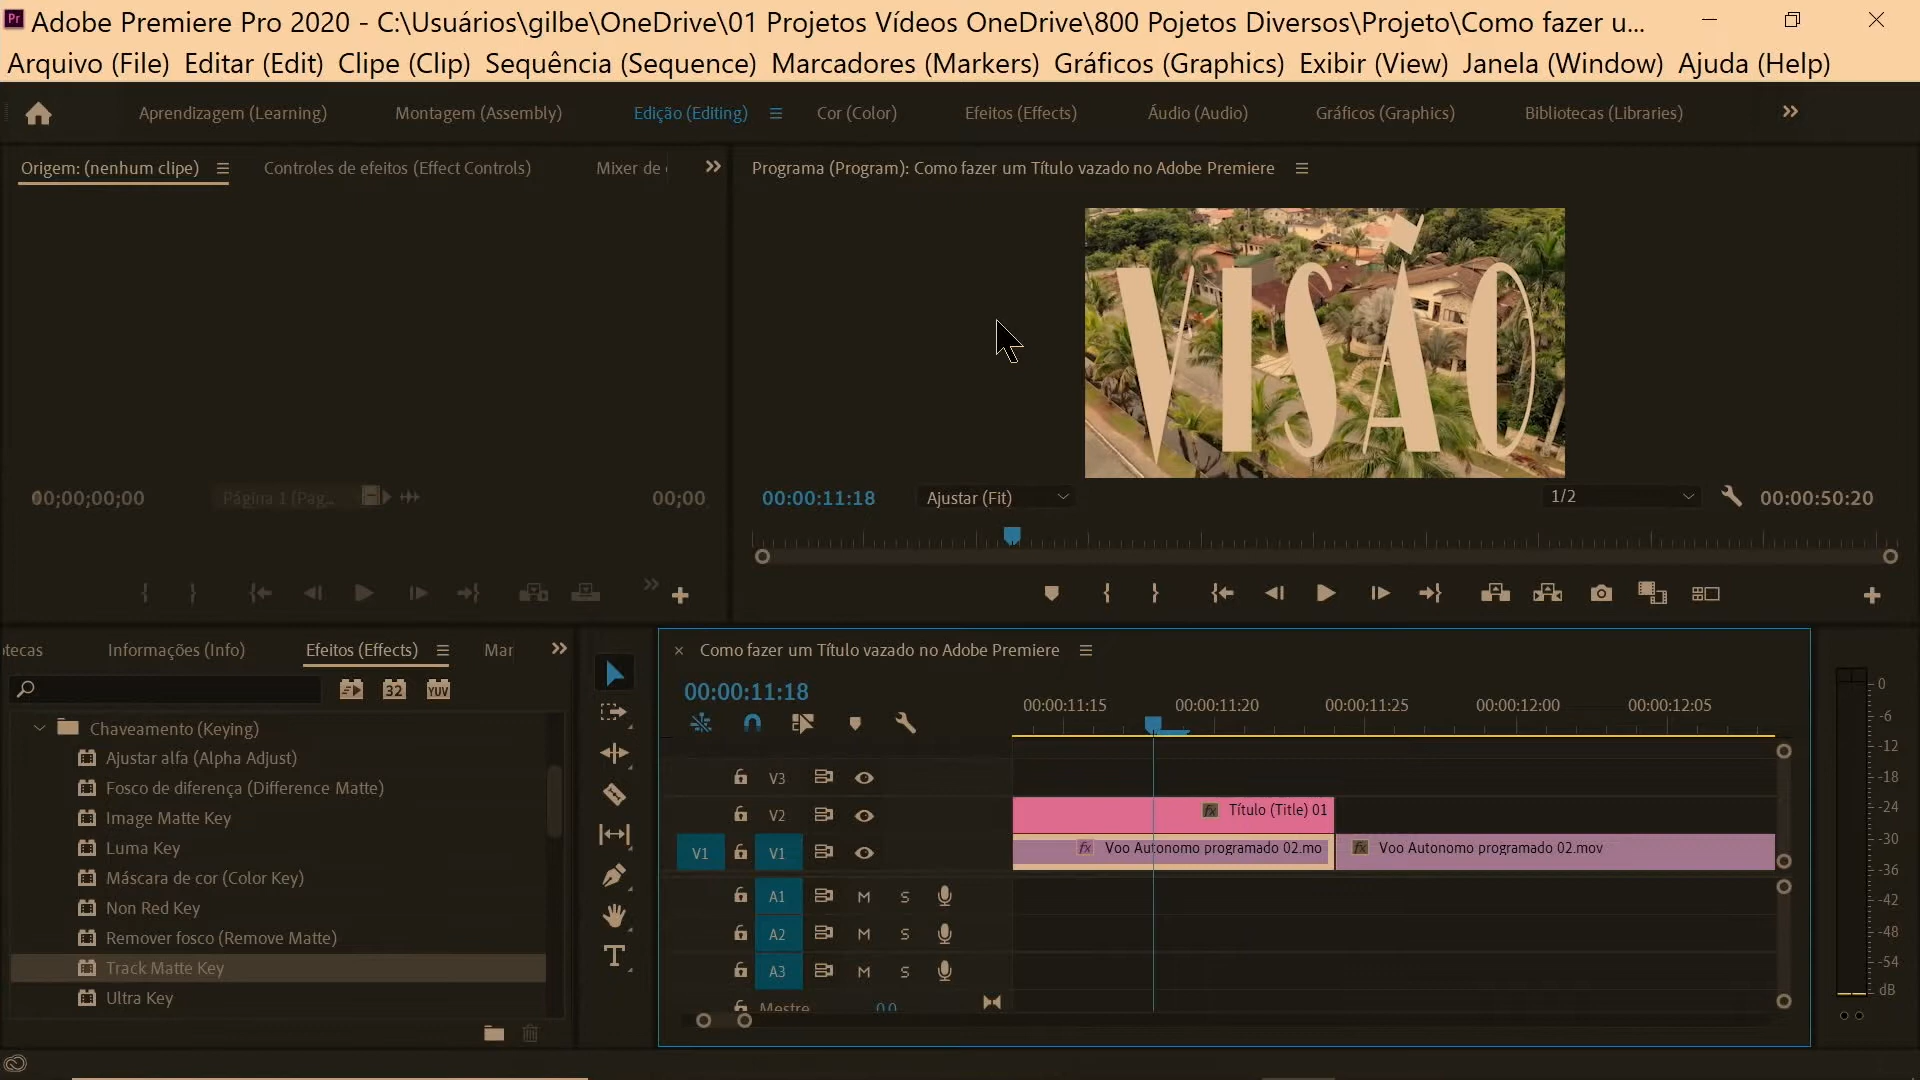 Adobe Premiere Pro 2020 - C:\Usuários\gilbe\OneDrive\01 Projetos Vídeos OneDrive\800 Pojetos Diversos\Projeto\Como fazer u...
Arquivo (File) Editar (Edit) Clipe (Clip) Sequência (Sequence) Marcadores (Markers) Gráficos (Graphics) Exibir (View) Janela (Window) Ajuda (Help)
Aprendizagem (Learning) Montagem (Assembly) Edição (Editing) Cor (Color) Efeitos (Effects) Áudio (Audio) Gráficos (Graphics) Bibliotecas (Libraries)
Origem: (nenhum clipe) Controles de efeitos (Effect Controls) Mixer de
Programa (Program): Como fazer um Título vazado no Adobe Premiere
VISÃO
00;00;00;00 Página 1 (Pag... 00;00
00:00:11:18 Ajustar (Fit) 1/2 00:00:50:20
otecas Informações (Info) Efeitos (Effects) Mar
32 YUV
Chaveamento (Keying)
Ajustar alfa (Alpha Adjust)
Fosco de diferença (Difference Matte)
Image Matte Key
Luma Key
Máscara de cor (Color Key)
Non Red Key
Remover fosco (Remove Matte)
Track Matte Key
Ultra Key
Como fazer um Título vazado no Adobe Premiere
00:00:11:18
00:00:11:15 00:00:11:20 00:00:11:25 00:00:12:00 00:00:12:05
V3
V2 Título (Title) 01
V1 V1 Voo Autonomo programado 02.mo Voo Autonomo programado 02.mov
A1 M S
A2 M S
A3 M S
Mestre 0,0
0
-6
-12
-18
-24
-30
-36
-42
-48
-54
dB